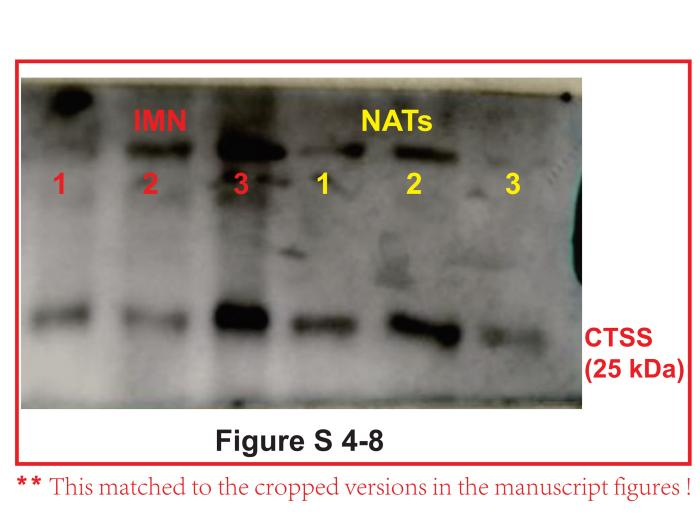 IMN NATs
1 2 3 1 2 3
CTSS
(25 kDa)
Figure S 4-8
** This matched to the cropped versions in the manuscript figures !